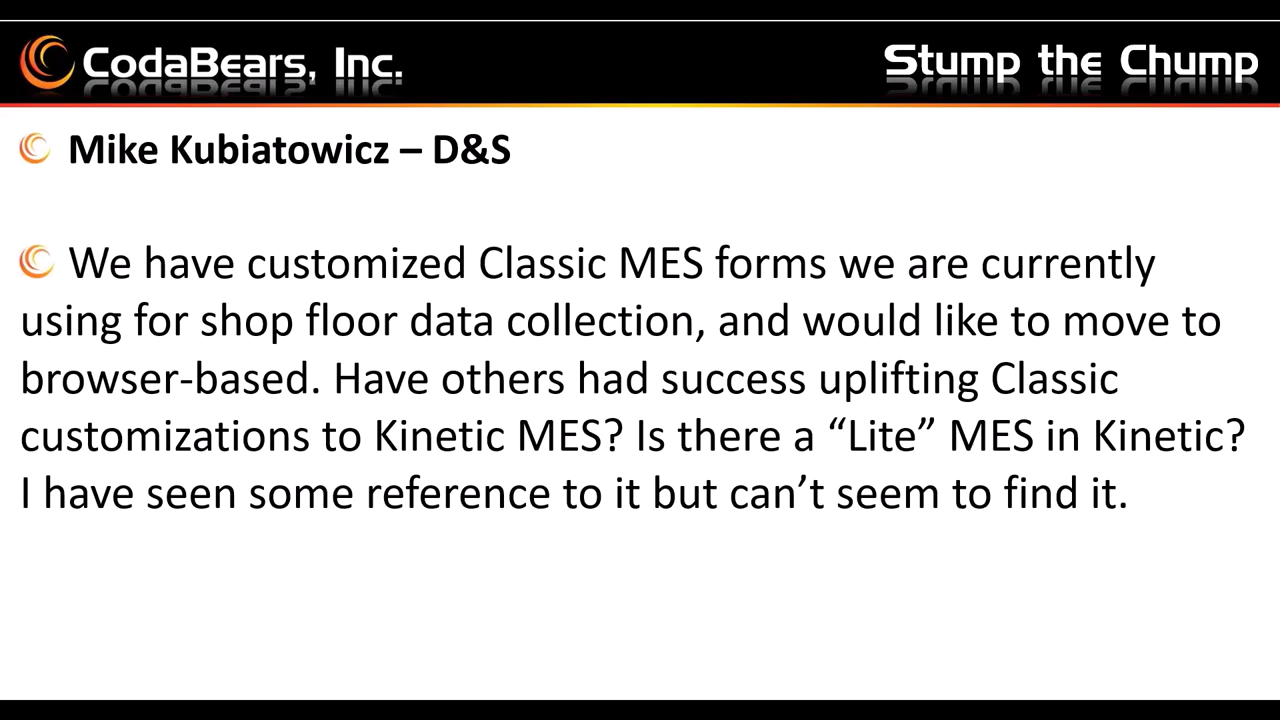 CodaBears, Inc.
Stump the Chump
Mike Kubiatowicz – D&S
We have customized Classic MES forms we are currently
using for shop floor data collection, and would like to move to
browser-based. Have others had success uplifting Classic
customizations to Kinetic MES? Is there a “Lite” MES in Kinetic?
I have seen some reference to it but can’t seem to find it.